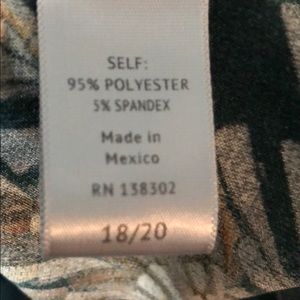 SELF:
95% POLYESTER
5% SPANDEX
Made in
Mexico
RN 138302
18/20